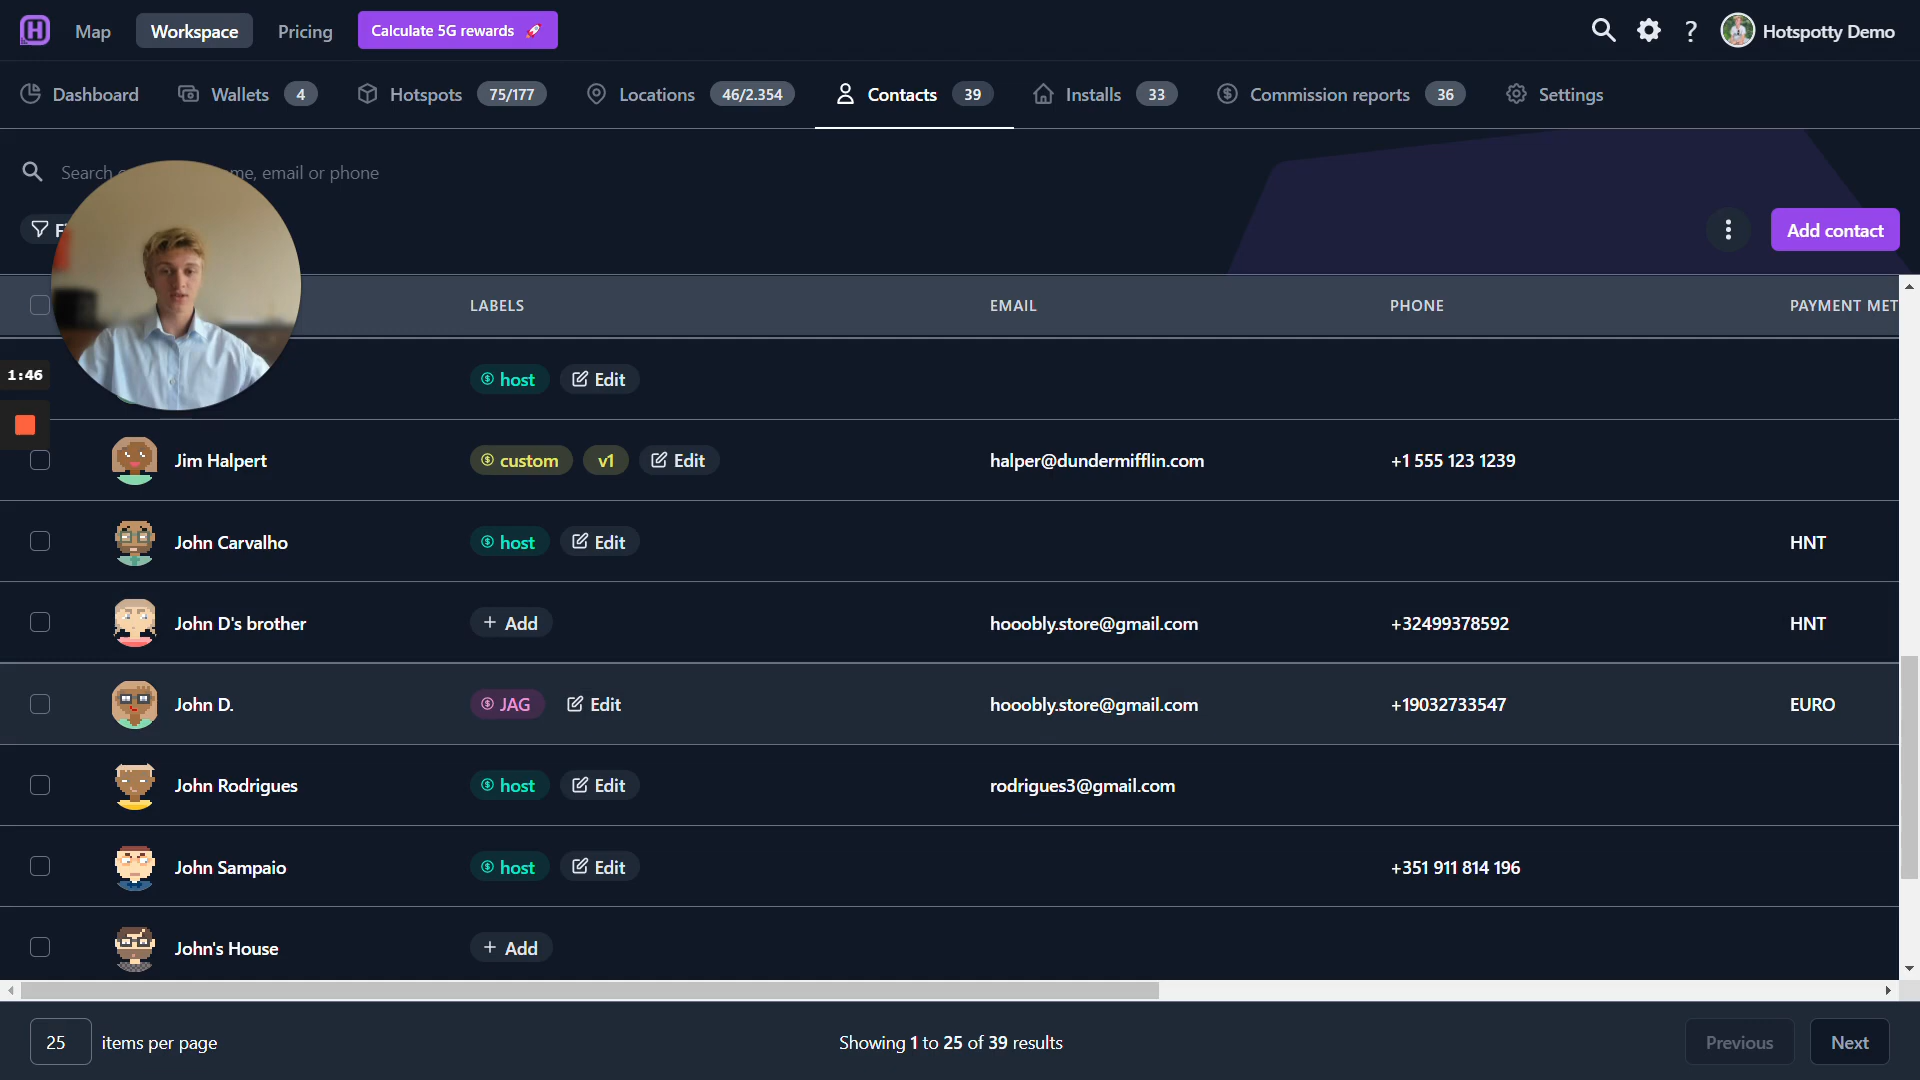 Map
Workspace
Pricing
Calculate 5G rewards 🚀
?
Hotspotty Demo
Dashboard
Wallets 4
Hotspots 75/177
Locations 46/2.354
Contacts 39
Installs 33
Commission reports 36
Settings
Search
email or phone
Add contact
LABELS
EMAIL
PHONE
PAYMENT MET
host
Edit
1:46
Jim Halpert
custom
v1
Edit
halper@dundermifflin.com
+1 555 123 1239
John Carvalho
host
Edit
HNT
John D's brother
+ Add
hooobly.store@gmail.com
+32499378592
HNT
John D.
JAG
Edit
hooobly.store@gmail.com
+19032733547
EURO
John Rodrigues
host
Edit
rodrigues3@gmail.com
John Sampaio
host
Edit
+351 911 814 196
John's House
+ Add
25 items per page
Showing 1 to 25 of 39 results
Previous
Next